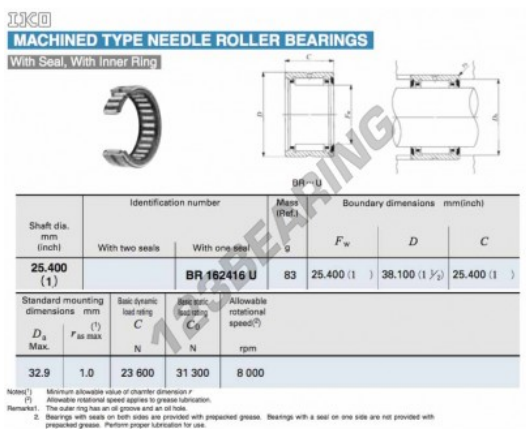 IKO
MACHINED TYPE NEEDLE ROLLER BEARINGS
With Seal, With Inner Ring
C
D
Fw
Da
BR…U
123BEARING
Shaft dia.
mm
(inch)
Identification number
With two seals
With one seal
Mass
(Ref.)
g
Boundary dimensions mm(inch)
Fw
D
C
25.400
(1)
BR 162416 U
83
25.400 (1 )
38.100 (1 1/2)
25.400 (1 )
Standard mounting
dimensions mm
Da
Max.
(1)
ras max
Basic dynamic
load rating
C
N
Basic static
load rating
C0
N
Allowable
rotational
speed(2)
rpm
32.9
1.0
23 600
31 300
8 000
Notes(1) Minimum allowable value of chamfer dimension r
(2) Allowable rotational speed applies to grease lubrication.
Remarks1. The outer ring has an oil groove and an oil hole.
2. Bearings with seals on both sides are provided with prepacked grease. Bearings with a seal on one side are not provided with
prepacked grease. Perform proper lubrication for use.